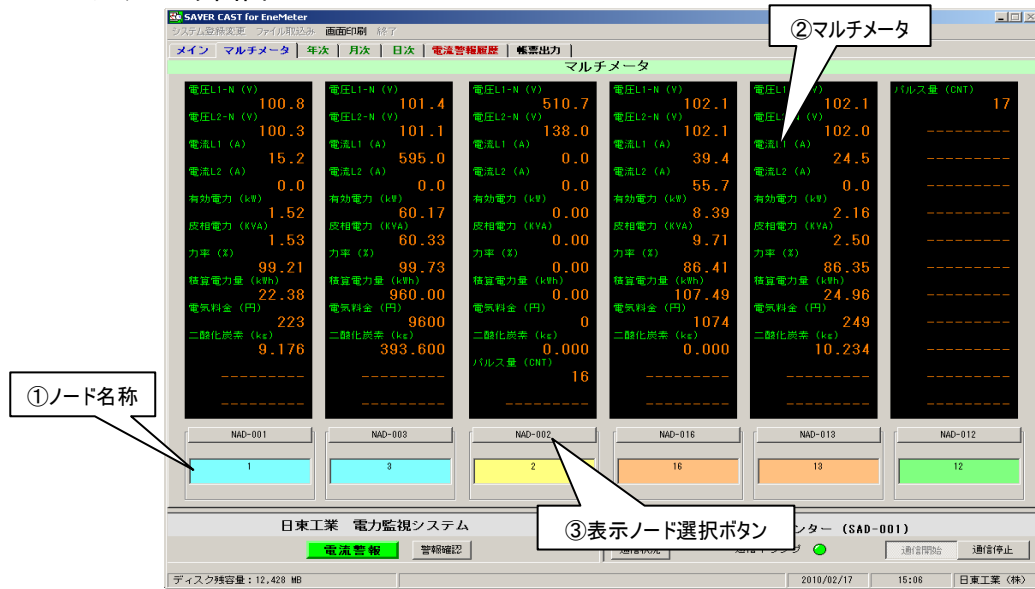 SAVER CAST for EneMeter
システム登録変更 ファイル取込み 画面印刷 終了
②マルチメータ
メイン マルチメータ 年次 月次 日次 電流警報履歴 帳票出力
マルチメータ
電圧L1-N (V) 電圧L1-N (V) 電圧L1-N (V) 電圧L1-N (V) 電圧L1 (V) パルス量 (CNT)
100.8 101.4 510.7 102.1 102.1 17
電圧L2-N (V) 電圧L2-N (V) 電圧L2-N (V) 電圧L2-N (V) 電圧L N (V)
100.3 101.1 138.0 102.1 102.0 ---------
電流L1 (A) 電流L1 (A) 電流L1 (A) 電流L1 (A) 電流L1 (A)
15.2 595.0 0.0 39.4 24.5 ---------
電流L2 (A) 電流L2 (A) 電流L2 (A) 電流L2 (A) 電流L2 (A)
0.0 0.0 0.0 55.7 0.0 ---------
有効電力 (kW) 有効電力 (kW) 有効電力 (kW) 有効電力 (kW) 有効電力 (kW)
1.52 60.17 0.00 8.39 2.16 ---------
皮相電力 (KVA) 皮相電力 (KVA) 皮相電力 (KVA) 皮相電力 (KVA) 皮相電力 (KVA)
1.53 60.33 0.00 9.71 2.50 ---------
力率 (%) 力率 (%) 力率 (%) 力率 (%) 力率 (%)
99.21 99.73 0.00 86.41 86.35 ---------
積算電力量 (kWh) 積算電力量 (kWh) 積算電力量 (kWh) 積算電力量 (kWh) 積算電力量 (kWh)
22.38 960.00 0.00 107.49 24.96 ---------
電気料金 (円) 電気料金 (円) 電気料金 (円) 電気料金 (円) 電気料金 (円)
223 9600 0 1074 249 ---------
二酸化炭素 (kg) 二酸化炭素 (kg) 二酸化炭素 (kg) 二酸化炭素 (kg) 二酸化炭素 (kg)
9.176 393.600 0.000 0.000 10.234 ---------
パルス量 (CNT)
--------- --------- 16 --------- --------- ---------
--------- --------- --------- --------- --------- ---------
①ノード名称
NAD-001 NAD-003 NAD-002 NAD-016 NAD-013 NAD-012
1 3 2 16 13 12
③表示ノード選択ボタン
日東工業 電力監視システム ンター (SAD-001)
電流警報 警報確認 通信開始 通信停止
ディスク残容量:12,428 MB 2010/02/17 15:06 日東工業（株）